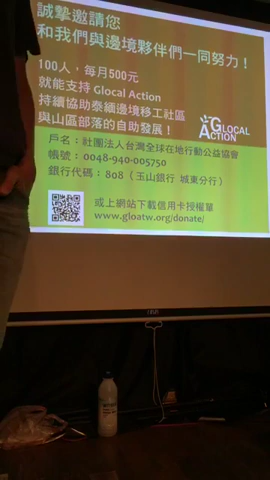 誠摯邀請您
和我們與邊境夥伴們一同努力！
100人，每月500元
就能支持 Glocal Action
持續協助泰緬邊境移工社區
與山區部落的自助發展！
GLOCAL
ACTION
戶名：社團法人台灣全球在地行動公益協會
帳號：0048-940-005750
銀行代碼：808（玉山銀行 城東分行）
或上網站下載信用卡授權單
www.gloatw.org/donate/